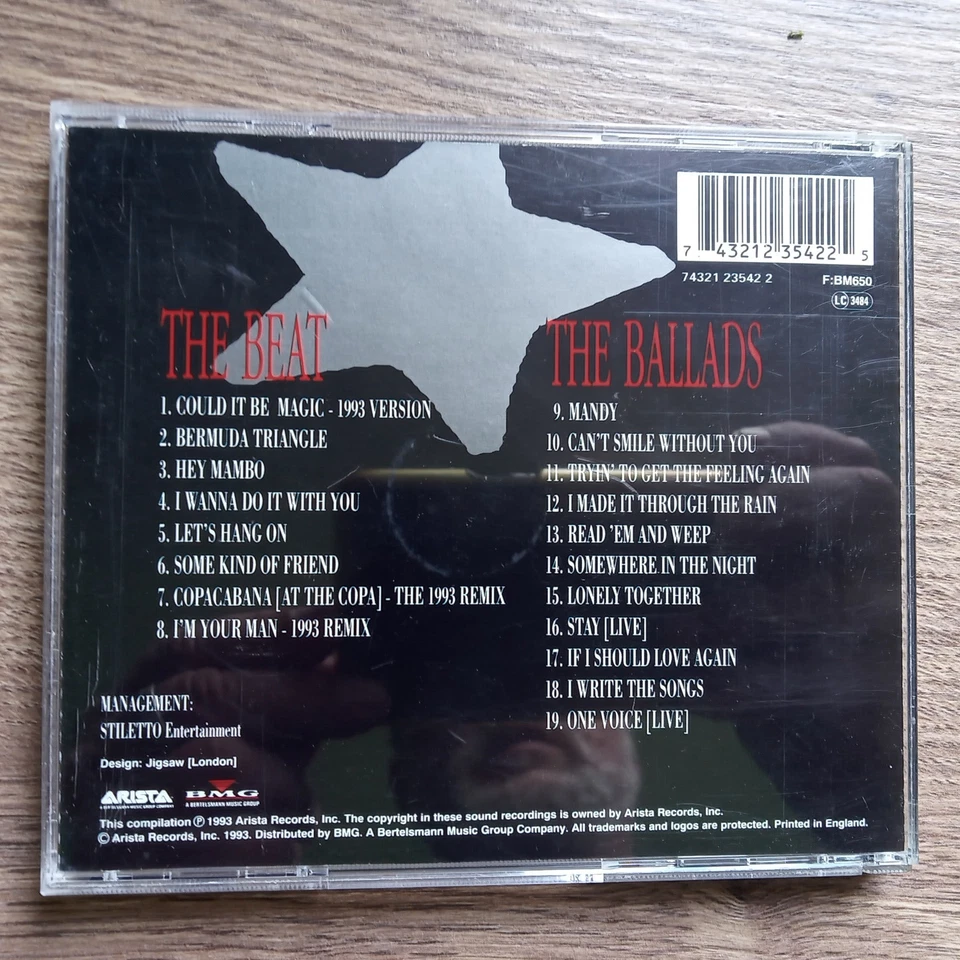 7 43212 35422 5
74321 23542 2
F:BM650
LC 3484
THE BEAT
1. COULD IT BE MAGIC - 1993 VERSION
2. BERMUDA TRIANGLE
3. HEY MAMBO
4. I WANNA DO IT WITH YOU
5. LET'S HANG ON
6. SOME KIND OF FRIEND
7. COPACABANA [AT THE COPA] - THE 1993 REMIX
8. I'M YOUR MAN - 1993 REMIX
THE BALLADS
9. MANDY
10. CAN'T SMILE WITHOUT YOU
11. TRYIN' TO GET THE FEELING AGAIN
12. I MADE IT THROUGH THE RAIN
13. READ 'EM AND WEEP
14. SOMEWHERE IN THE NIGHT
15. LONELY TOGETHER
16. STAY [LIVE]
17. IF I SHOULD LOVE AGAIN
18. I WRITE THE SONGS
19. ONE VOICE [LIVE]
MANAGEMENT:
STILETTO Entertainment
Design: Jigsaw [London]
ARISTA
A BERTELSMANN MUSIC GROUP COMPANY
BMG
A BERTELSMANN MUSIC GROUP
This compilation ℗ 1993 Arista Records, Inc. The copyright in these sound recordings is owned by Arista Records, Inc.
© Arista Records, Inc. 1993. Distributed by BMG. A Bertelsmann Music Group Company. All trademarks and logos are protected. Printed in England.